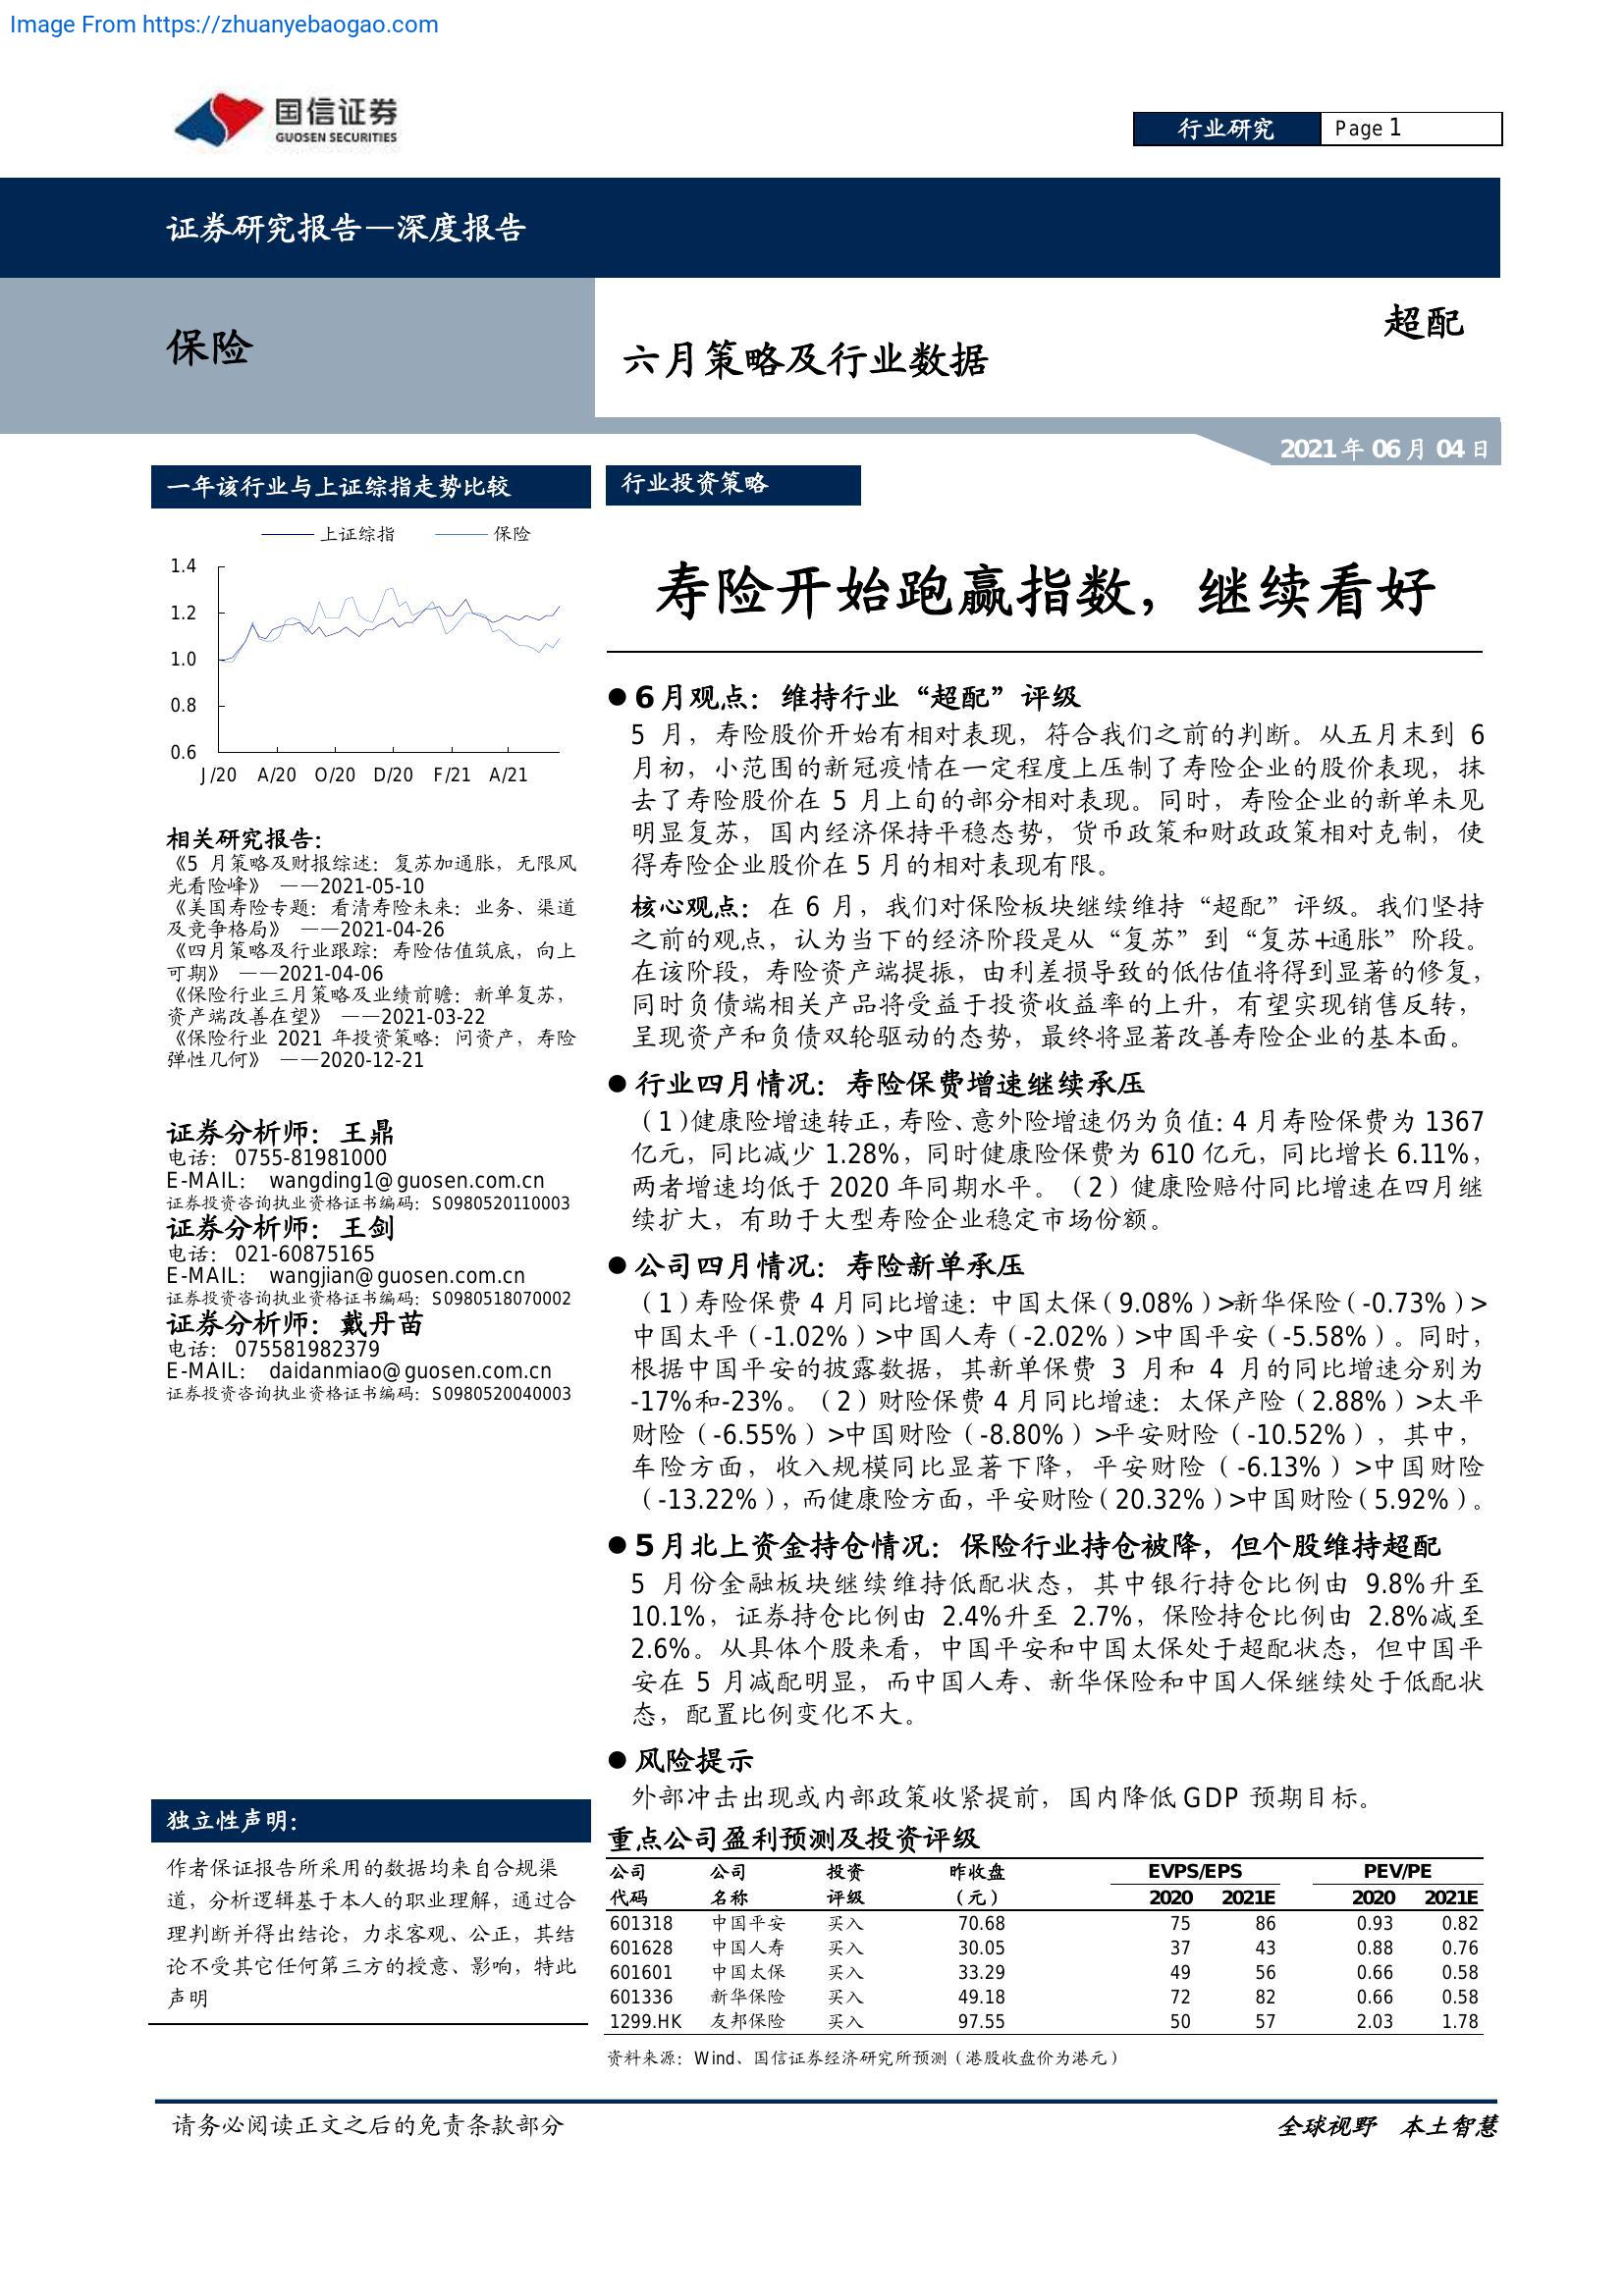 Image From https://zhuanyebaogao.com
国信证券
GUOSEN SECURITIES
行业研究
Page 1
证券研究报告—深度报告
保险
六月策略及行业数据
超配
2021 年 06 月 04 日
一年该行业与上证综指走势比较
上证综指 保险
1.4
1.2
1.0
0.8
0.6
J/20 A/20 O/20 D/20 F/21 A/21
相关研究报告:
《5 月策略及财报综述：复苏加通胀，无限风
光看险峰》 ——2021-05-10
《美国寿险专题：看清寿险未来：业务、渠道
及竞争格局》 ——2021-04-26
《四月策略及行业跟踪：寿险估值筑底，向上
可期》 ——2021-04-06
《保险行业三月策略及业绩前瞻：新单复苏，
资产端改善在望》 ——2021-03-22
《保险行业 2021 年投资策略：问资产，寿险
弹性几何》 ——2020-12-21
证券分析师：王鼎
电话： 0755-81981000
E-MAIL： wangding1@guosen.com.cn
证券投资咨询执业资格证书编码：S0980520110003
证券分析师：王剑
电话： 021-60875165
E-MAIL： wangjian@guosen.com.cn
证券投资咨询执业资格证书编码：S0980518070002
证券分析师：戴丹苗
电话： 075581982379
E-MAIL： daidanmiao@guosen.com.cn
证券投资咨询执业资格证书编码：S0980520040003
独立性声明：
作者保证报告所采用的数据均来自合规渠
道，分析逻辑基于本人的职业理解，通过合
理判断并得出结论，力求客观、公正，其结
论不受其它任何第三方的授意、影响，特此
声明
行业投资策略
寿险开始跑赢指数，继续看好
●6 月观点：维持行业“超配”评级
5 月，寿险股价开始有相对表现，符合我们之前的判断。从五月末到 6
月初，小范围的新冠疫情在一定程度上压制了寿险企业的股价表现，抹
去了寿险股价在 5 月上旬的部分相对表现。同时，寿险企业的新单未见
明显复苏，国内经济保持平稳态势，货币政策和财政政策相对克制，使
得寿险企业股价在 5 月的相对表现有限。
核心观点：在 6 月，我们对保险板块继续维持“超配”评级。我们坚持
之前的观点，认为当下的经济阶段是从“复苏”到“复苏+通胀”阶段。
在该阶段，寿险资产端提振，由利差损导致的低估值将得到显著的修复，
同时负债端相关产品将受益于投资收益率的上升，有望实现销售反转，
呈现资产和负债双轮驱动的态势，最终将显著改善寿险企业的基本面。
●行业四月情况：寿险保费增速继续承压
（1）健康险增速转正，寿险、意外险增速仍为负值：4 月寿险保费为 1367
亿元，同比减少 1.28%，同时健康险保费为 610 亿元，同比增长 6.11%，
两者增速均低于 2020 年同期水平。（2）健康险赔付同比增速在四月继
续扩大，有助于大型寿险企业稳定市场份额。
●公司四月情况：寿险新单承压
（1）寿险保费 4 月同比增速：中国太保（9.08%）>新华保险（-0.73%）>
中国太平（-1.02%）>中国人寿（-2.02%）>中国平安（-5.58%）。同时，
根据中国平安的披露数据，其新单保费 3 月和 4 月的同比增速分别为
-17%和-23%。（2）财险保费 4 月同比增速：太保产险（2.88%）>太平
财险（-6.55%）>中国财险（-8.80%）>平安财险（-10.52%），其中，
车险方面，收入规模同比显著下降，平安财险（-6.13%）>中国财险
（-13.22%），而健康险方面，平安财险（20.32%）>中国财险（5.92%）。
●5 月北上资金持仓情况：保险行业持仓被降，但个股维持超配
5 月份金融板块继续维持低配状态，其中银行持仓比例由 9.8%升至
10.1%，证券持仓比例由 2.4%升至 2.7%，保险持仓比例由 2.8%减至
2.6%。从具体个股来看，中国平安和中国太保处于超配状态，但中国平
安在 5 月减配明显，而中国人寿、新华保险和中国人保继续处于低配状
态，配置比例变化不大。
●风险提示
外部冲击出现或内部政策收紧提前，国内降低 GDP 预期目标。
重点公司盈利预测及投资评级
公司 公司 投资 昨收盘 EVPS/EPS PEV/PE
代码 名称 评级 （元） 2020 2021E 2020 2021E
601318 中国平安 买入 70.68 75 86 0.93 0.82
601628 中国人寿 买入 30.05 37 43 0.88 0.76
601601 中国太保 买入 33.29 49 56 0.66 0.58
601336 新华保险 买入 49.18 72 82 0.66 0.58
1299.HK 友邦保险 买入 97.55 50 57 2.03 1.78
资料来源：Wind、国信证券经济研究所预测（港股收盘价为港元）
请务必阅读正文之后的免责条款部分
全球视野 本土智慧